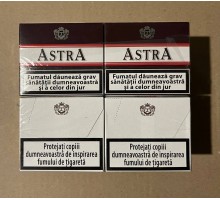 ASTRA ASTRA
Fumatul dăunează grav
sănătății dumneavoastră
și a celor din jur
Fumatul dăunează grav
sănătății dumneavoastră
și a celor din jur
Protejați copiii
dumneavoastră de inspirarea
fumului de țigaretă
Protejați copiii
dumneavoastră de inspirarea
fumului de țigaretă